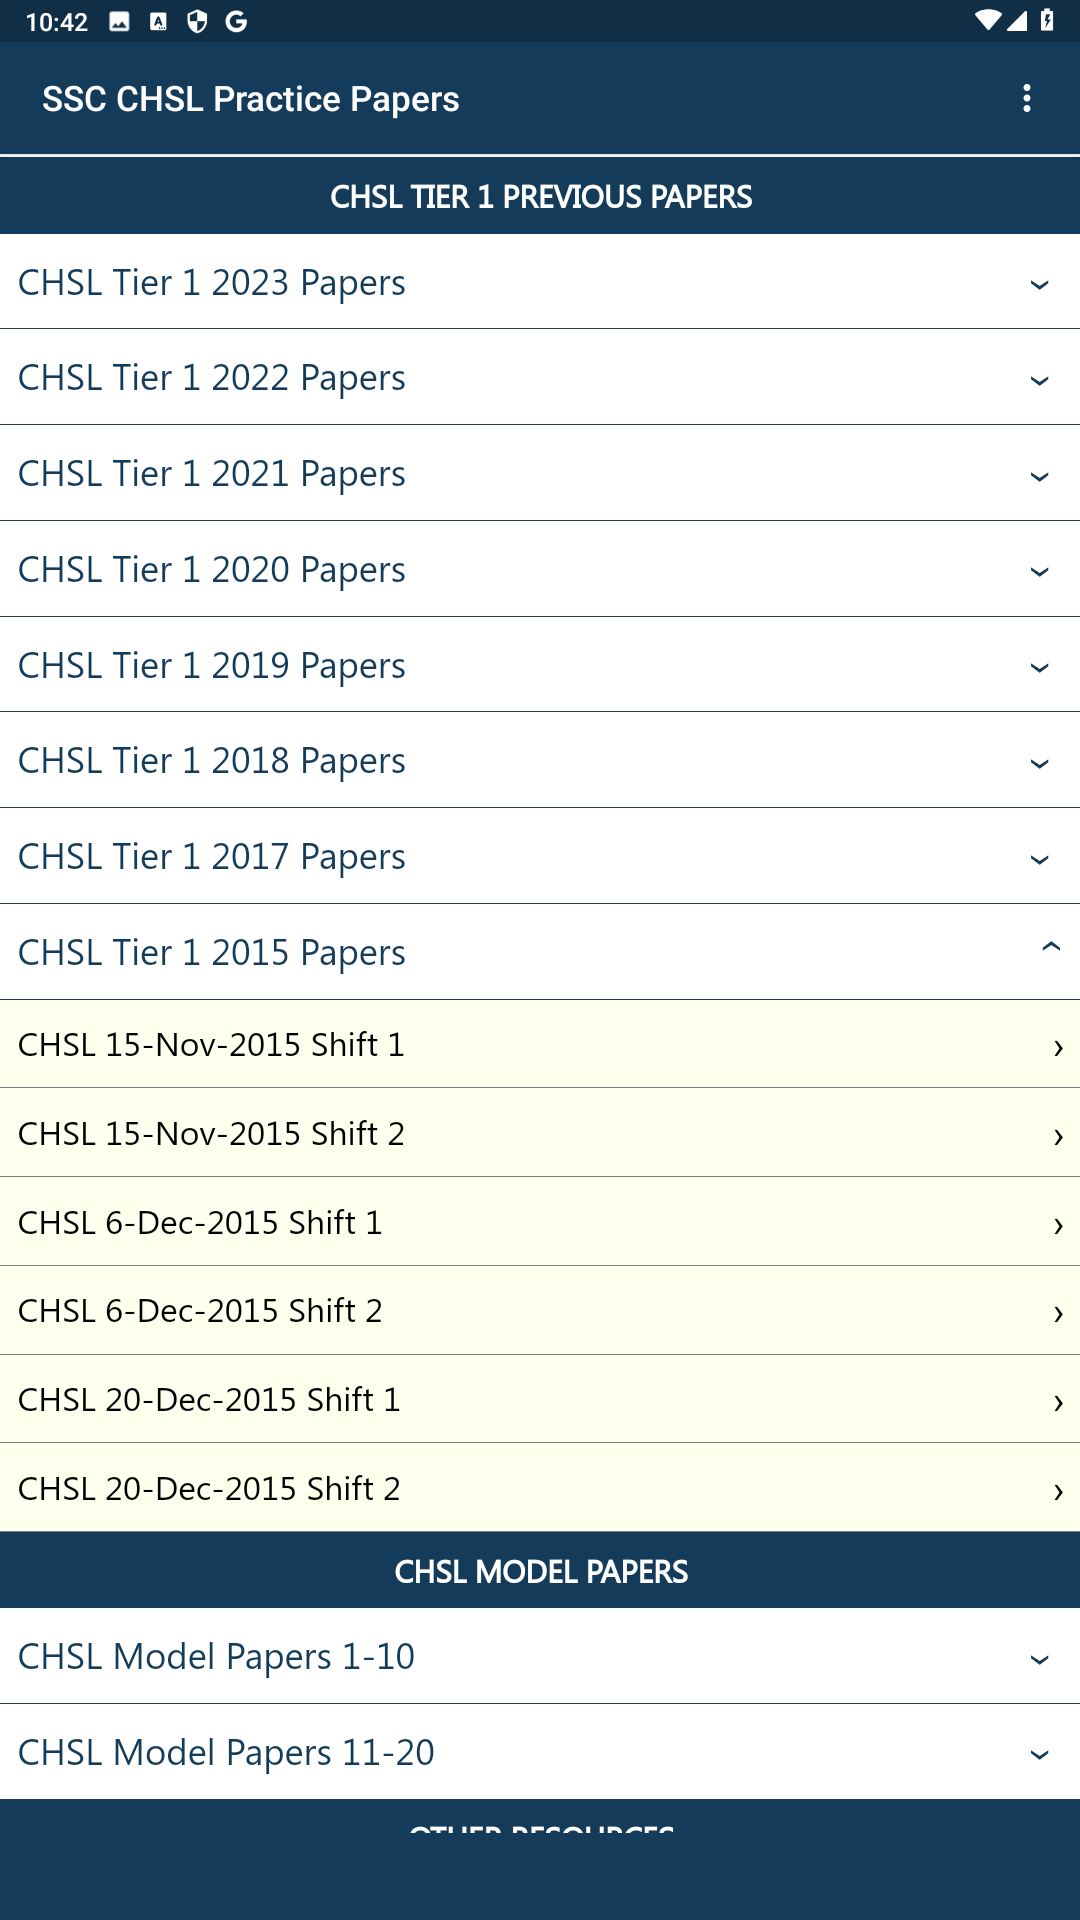 10:42
SSC CHSL Practice Papers
CHSL TIER 1 PREVIOUS PAPERS
CHSL Tier 1 2023 Papers
CHSL Tier 1 2022 Papers
CHSL Tier 1 2021 Papers
CHSL Tier 1 2020 Papers
CHSL Tier 1 2019 Papers
CHSL Tier 1 2018 Papers
CHSL Tier 1 2017 Papers
CHSL Tier 1 2015 Papers
CHSL 15-Nov-2015 Shift 1
CHSL 15-Nov-2015 Shift 2
CHSL 6-Dec-2015 Shift 1
CHSL 6-Dec-2015 Shift 2
CHSL 20-Dec-2015 Shift 1
CHSL 20-Dec-2015 Shift 2
CHSL MODEL PAPERS
CHSL Model Papers 1-10
CHSL Model Papers 11-20
OTHER RESOURCES